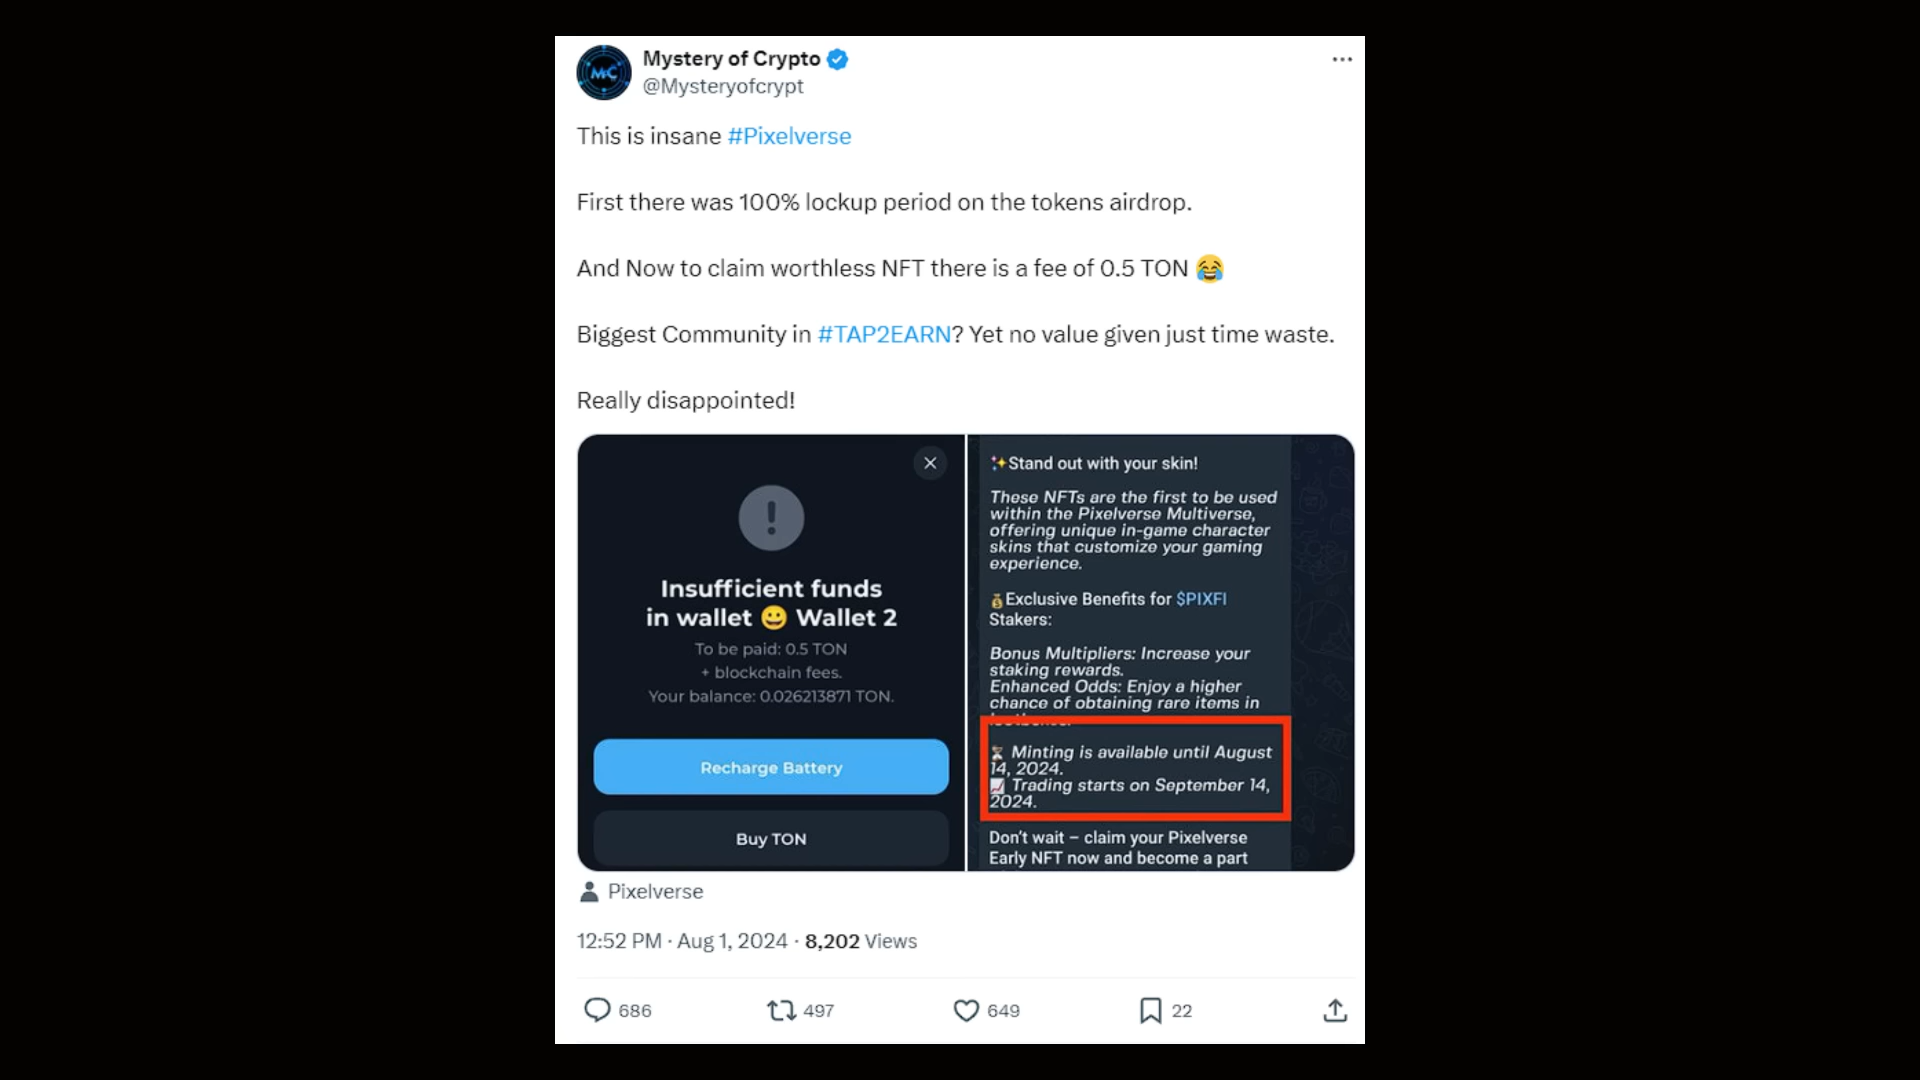 Mystery of Crypto
@Mysteryofcrypt
This is insane #Pixelverse
First there was 100% lockup period on the tokens airdrop.
And Now to claim worthless NFT there is a fee of 0.5 TON 😂
Biggest Community in #TAP2EARN? Yet no value given just time waste.
Really disappointed!
Insufficient funds
in wallet 😀 Wallet 2
To be paid: 0.5 TON
+ blockchain fees.
Your balance: 0.026213871 TON.
Recharge Battery
Buy TON
✨Stand out with your skin!
These NFTs are the first to be used
within the Pixelverse Multiverse,
offering unique in-game character
skins that customize your gaming
experience.
💰Exclusive Benefits for $PIXFI
Stakers:
Bonus Multipliers: Increase your
staking rewards.
Enhanced Odds: Enjoy a higher
chance of obtaining rare items in
⏳ Minting is available until August
14, 2024.
📈 Trading starts on September 14,
2024.
Don't wait – claim your Pixelverse
Early NFT now and become a part
Pixelverse
12:52 PM · Aug 1, 2024 · 8,202 Views
686 497 649 22